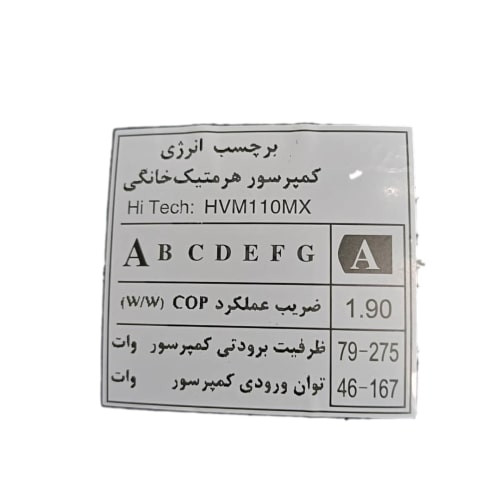 برچسب انرژی
کمپرسور هرمتیک‌خانگی
Hi Tech: HVM110MX
A B C D E F G A
ضریب عملکرد COP (W/W) 1.90
ظرفیت برودتی کمپرسور وات 79-275
توان ورودی کمپرسور وات 46-167